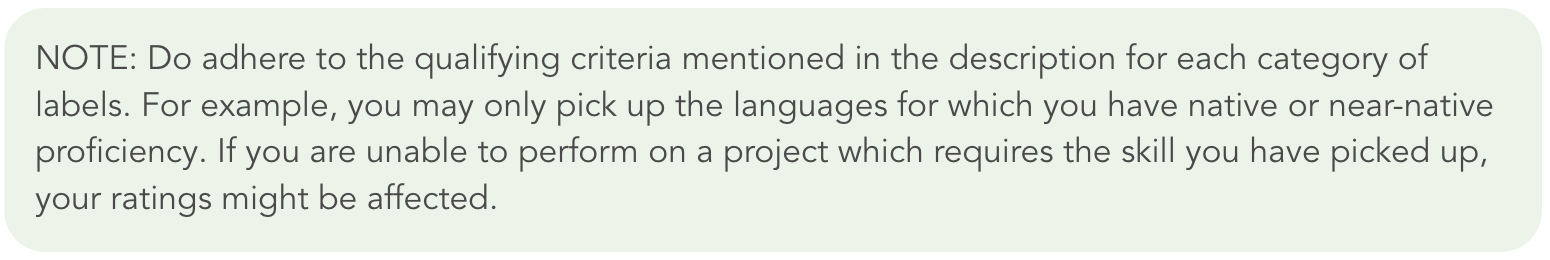 NOTE: Do adhere to the qualifying criteria mentioned in the description for each category of
labels. For example, you may only pick up the languages for which you have native or near-native
proficiency. If you are unable to perform on a project which requires the skill you have picked up,
your ratings might be affected.